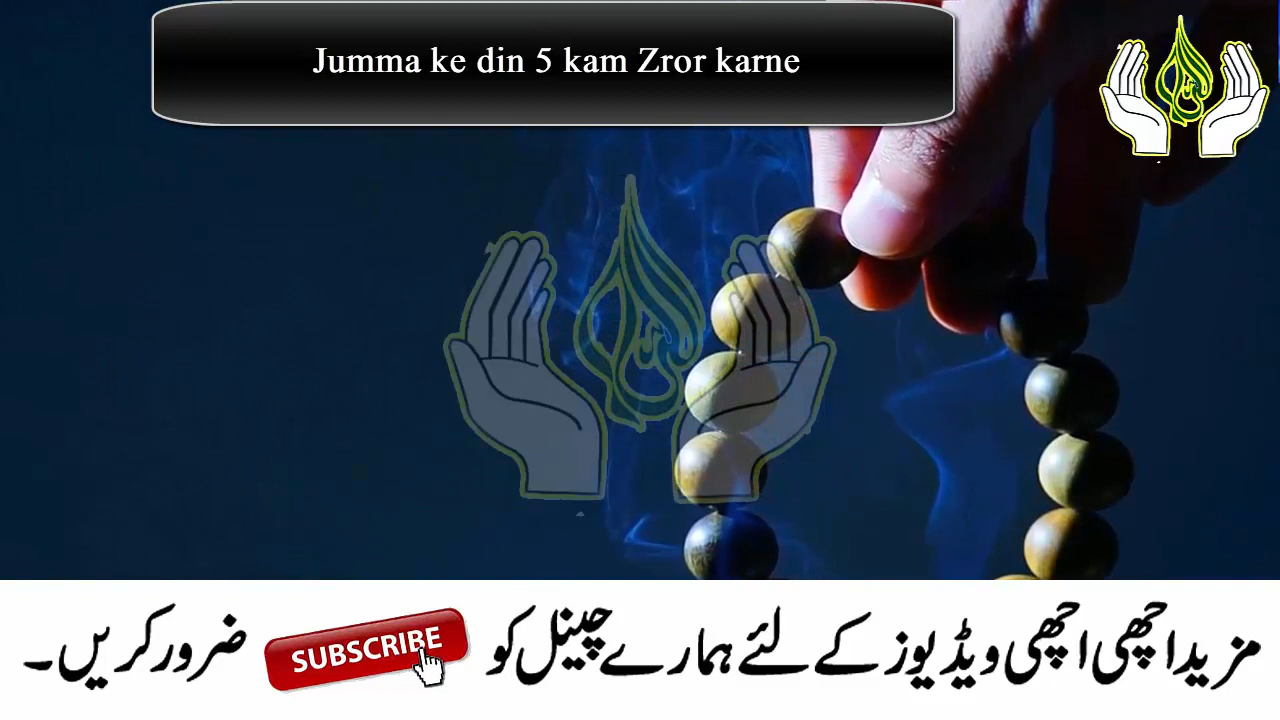 Jumma ke din 5 kam Zror karne
مزید اچھی اچھی ویڈیوز کے لئے ہمارے چینل کو SUBSCRIBE ضرور کریں۔